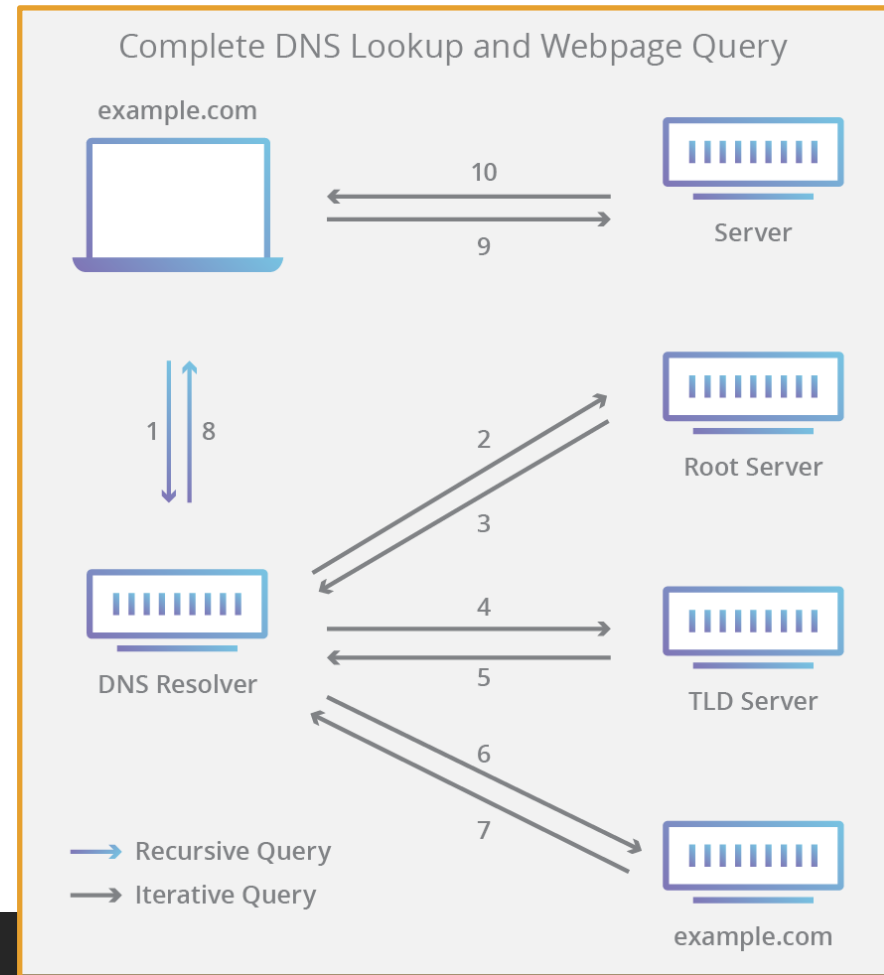 Complete DNS Lookup and Webpage Query
example.com
10
9
Server
1
8
2
3
Root Server
DNS Resolver
4
5
TLD Server
6
7
Recursive Query
Iterative Query
example.com